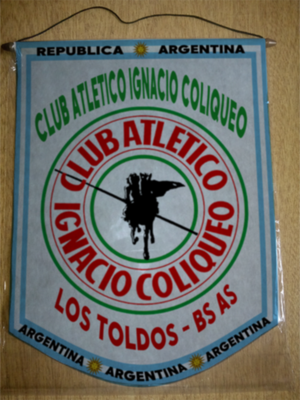 REPUBLICA ARGENTINA
CLUB ATLETICO IGNACIO COLIQUEO
CLUB ATLETICO
IGNACIO COLIQUEO
LOS TOLDOS - BS AS
ARGENTINA ARGENTINA ARGENTINA